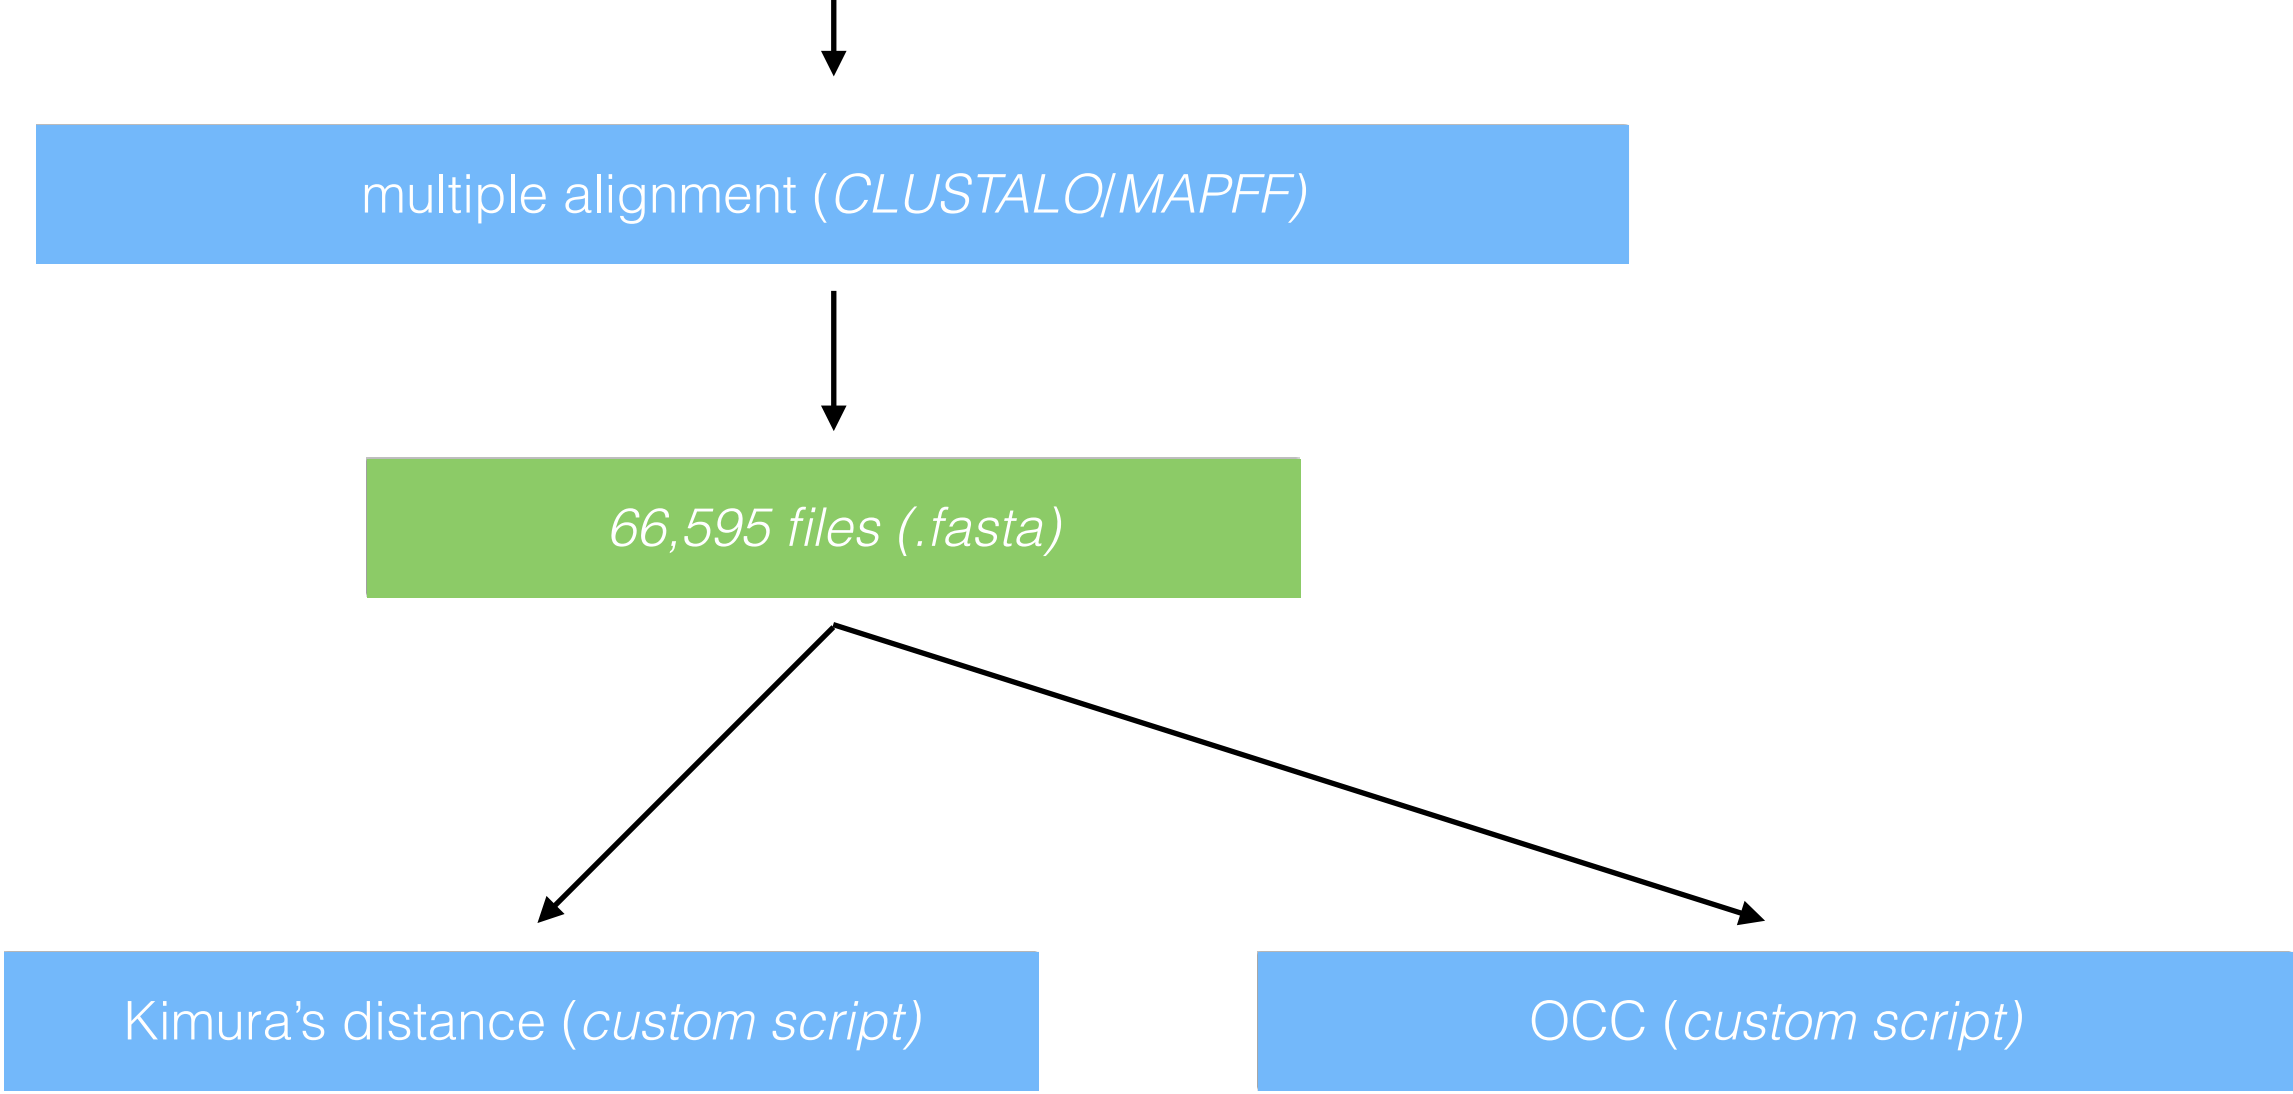 multiple alignment (CLUSTALO/MAPFF)
66,595 files (.fasta)
Kimura’s distance (custom script)
OCC (custom script)